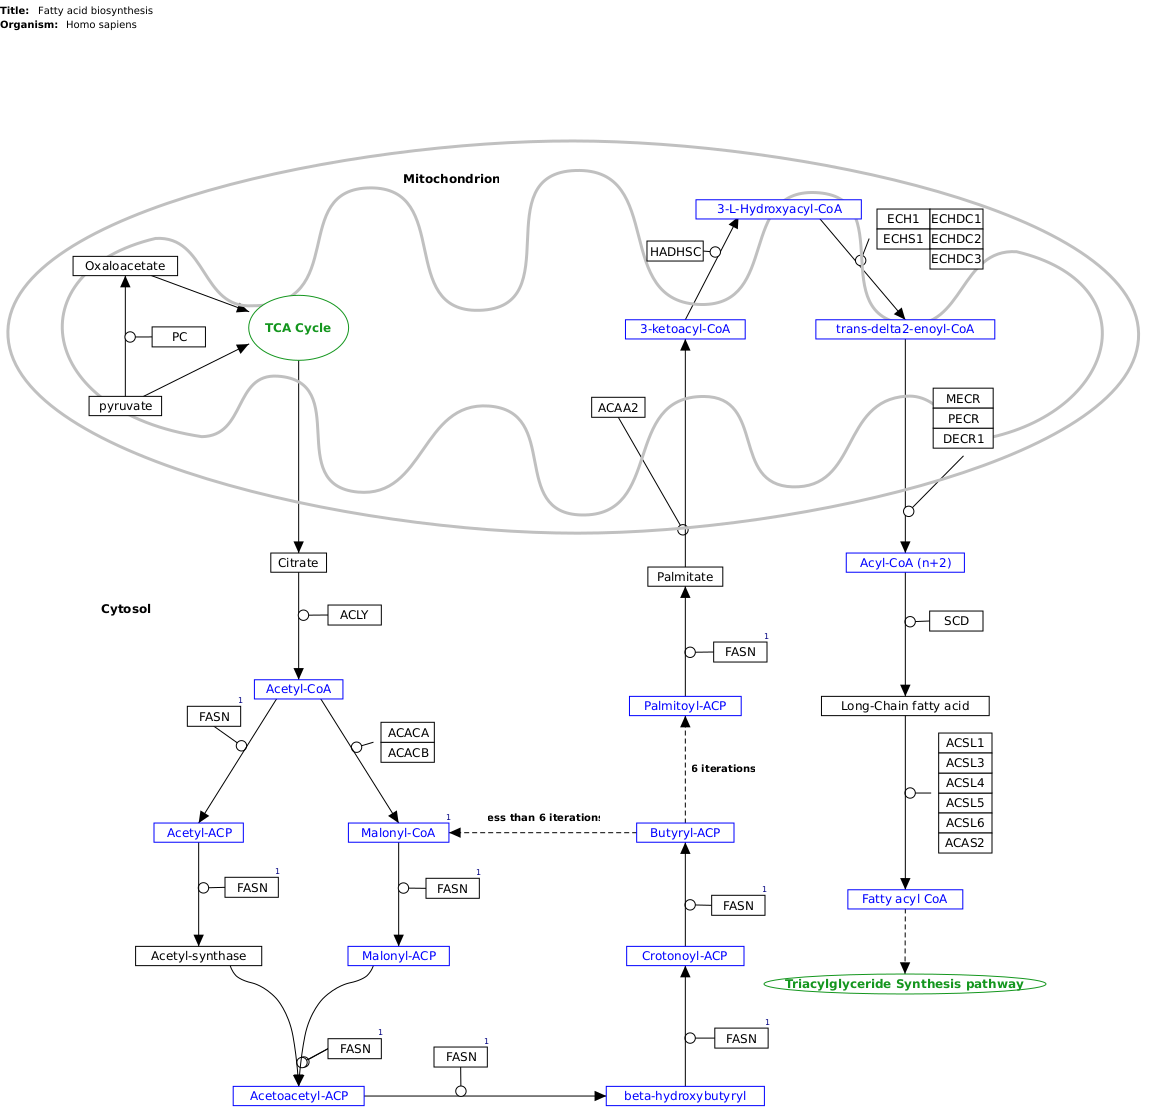 Title: Fatty acid biosynthesis
Organism: Homo sapiens
Mitochondrion
3-L-Hydroxyacyl-CoA
ECH1 ECHDC1
ECHS1 ECHDC2
ECHDC3
HADHSC
Oxaloacetate
TCA Cycle
PC
3-ketoacyl-CoA
trans-delta2-enoyl-CoA
pyruvate
ACAA2
MECR
PECR
DECR1
Citrate
Acyl-CoA (n+2)
Palmitate
Cytosol
ACLY
SCD
1
FASN
Acetyl-CoA
1
FASN
Palmitoyl-ACP
Long-Chain fatty acid
ACACA
ACACB
ACSL1
ACSL3
ACSL4
ACSL5
ACSL6
ACAS2
6 iterations
ess than 6 iterations
1
Acetyl-ACP
Malonyl-CoA
Butyryl-ACP
1
FASN
1
FASN
1
FASN
Fatty acyl CoA
Acetyl-synthase
Malonyl-ACP
Crotonoyl-ACP
Triacylglyceride Synthesis pathway
1
FASN
1
FASN
1
FASN
Acetoacetyl-ACP
beta-hydroxybutyryl